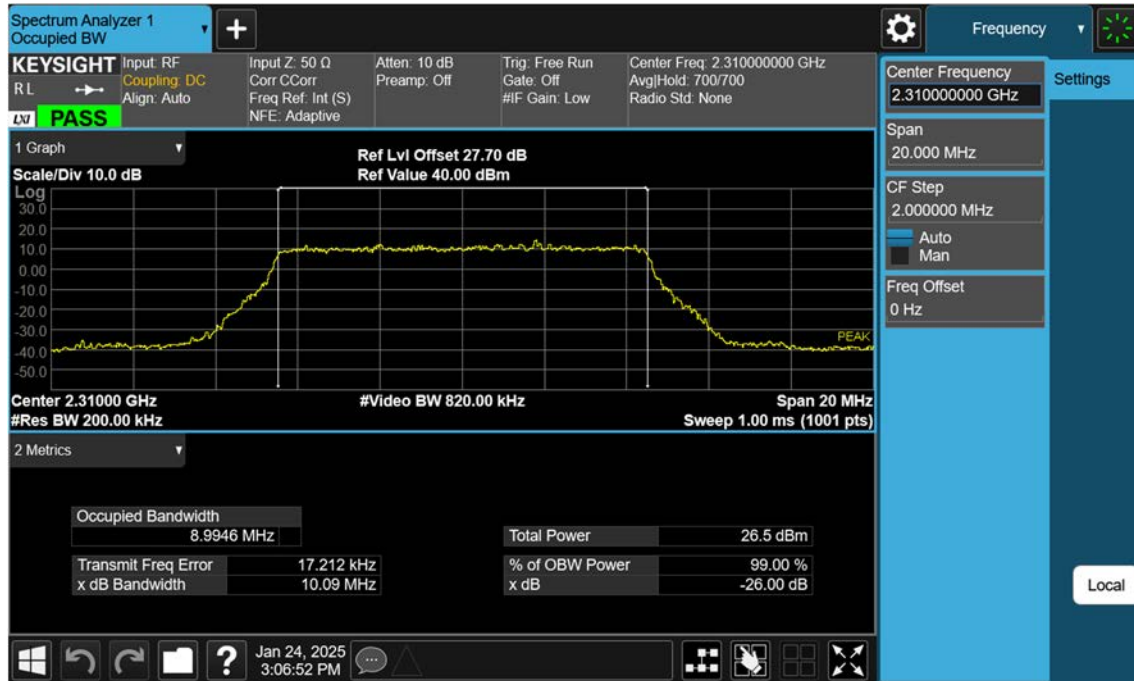 Spectrum Analyzer 1
Occupied BW
+
Frequency
KEYSIGHT
RL
LXI PASS
Input: RF
Coupling: DC
Align: Auto
Input Z: 50 Ω
Corr CCorr
Freq Ref: Int (S)
NFE: Adaptive
Atten: 10 dB
Preamp: Off
Trig: Free Run
Gate: Off
#IF Gain: Low
Center Freq: 2.310000000 GHz
Avg|Hold: 700/700
Radio Std: None
Center Frequency
2.310000000 GHz
Settings
Span
20.000 MHz
CF Step
2.000000 MHz
Auto
Man
Freq Offset
0 Hz
Local
1 Graph
Scale/Div 10.0 dB
Ref Lvl Offset 27.70 dB
Ref Value 40.00 dBm
Log
30.0
20.0
10.0
0.00
-10.0
-20.0
-30.0
-40.0
-50.0
PEAK
Center 2.31000 GHz
#Video BW 820.00 kHz
Span 20 MHz
#Res BW 200.00 kHz
Sweep 1.00 ms (1001 pts)
2 Metrics
Occupied Bandwidth
8.9946 MHz
Total Power 26.5 dBm
Transmit Freq Error 17.212 kHz
% of OBW Power 99.00 %
x dB Bandwidth 10.09 MHz
x dB -26.00 dB
?
Jan 24, 2025
3:06:52 PM